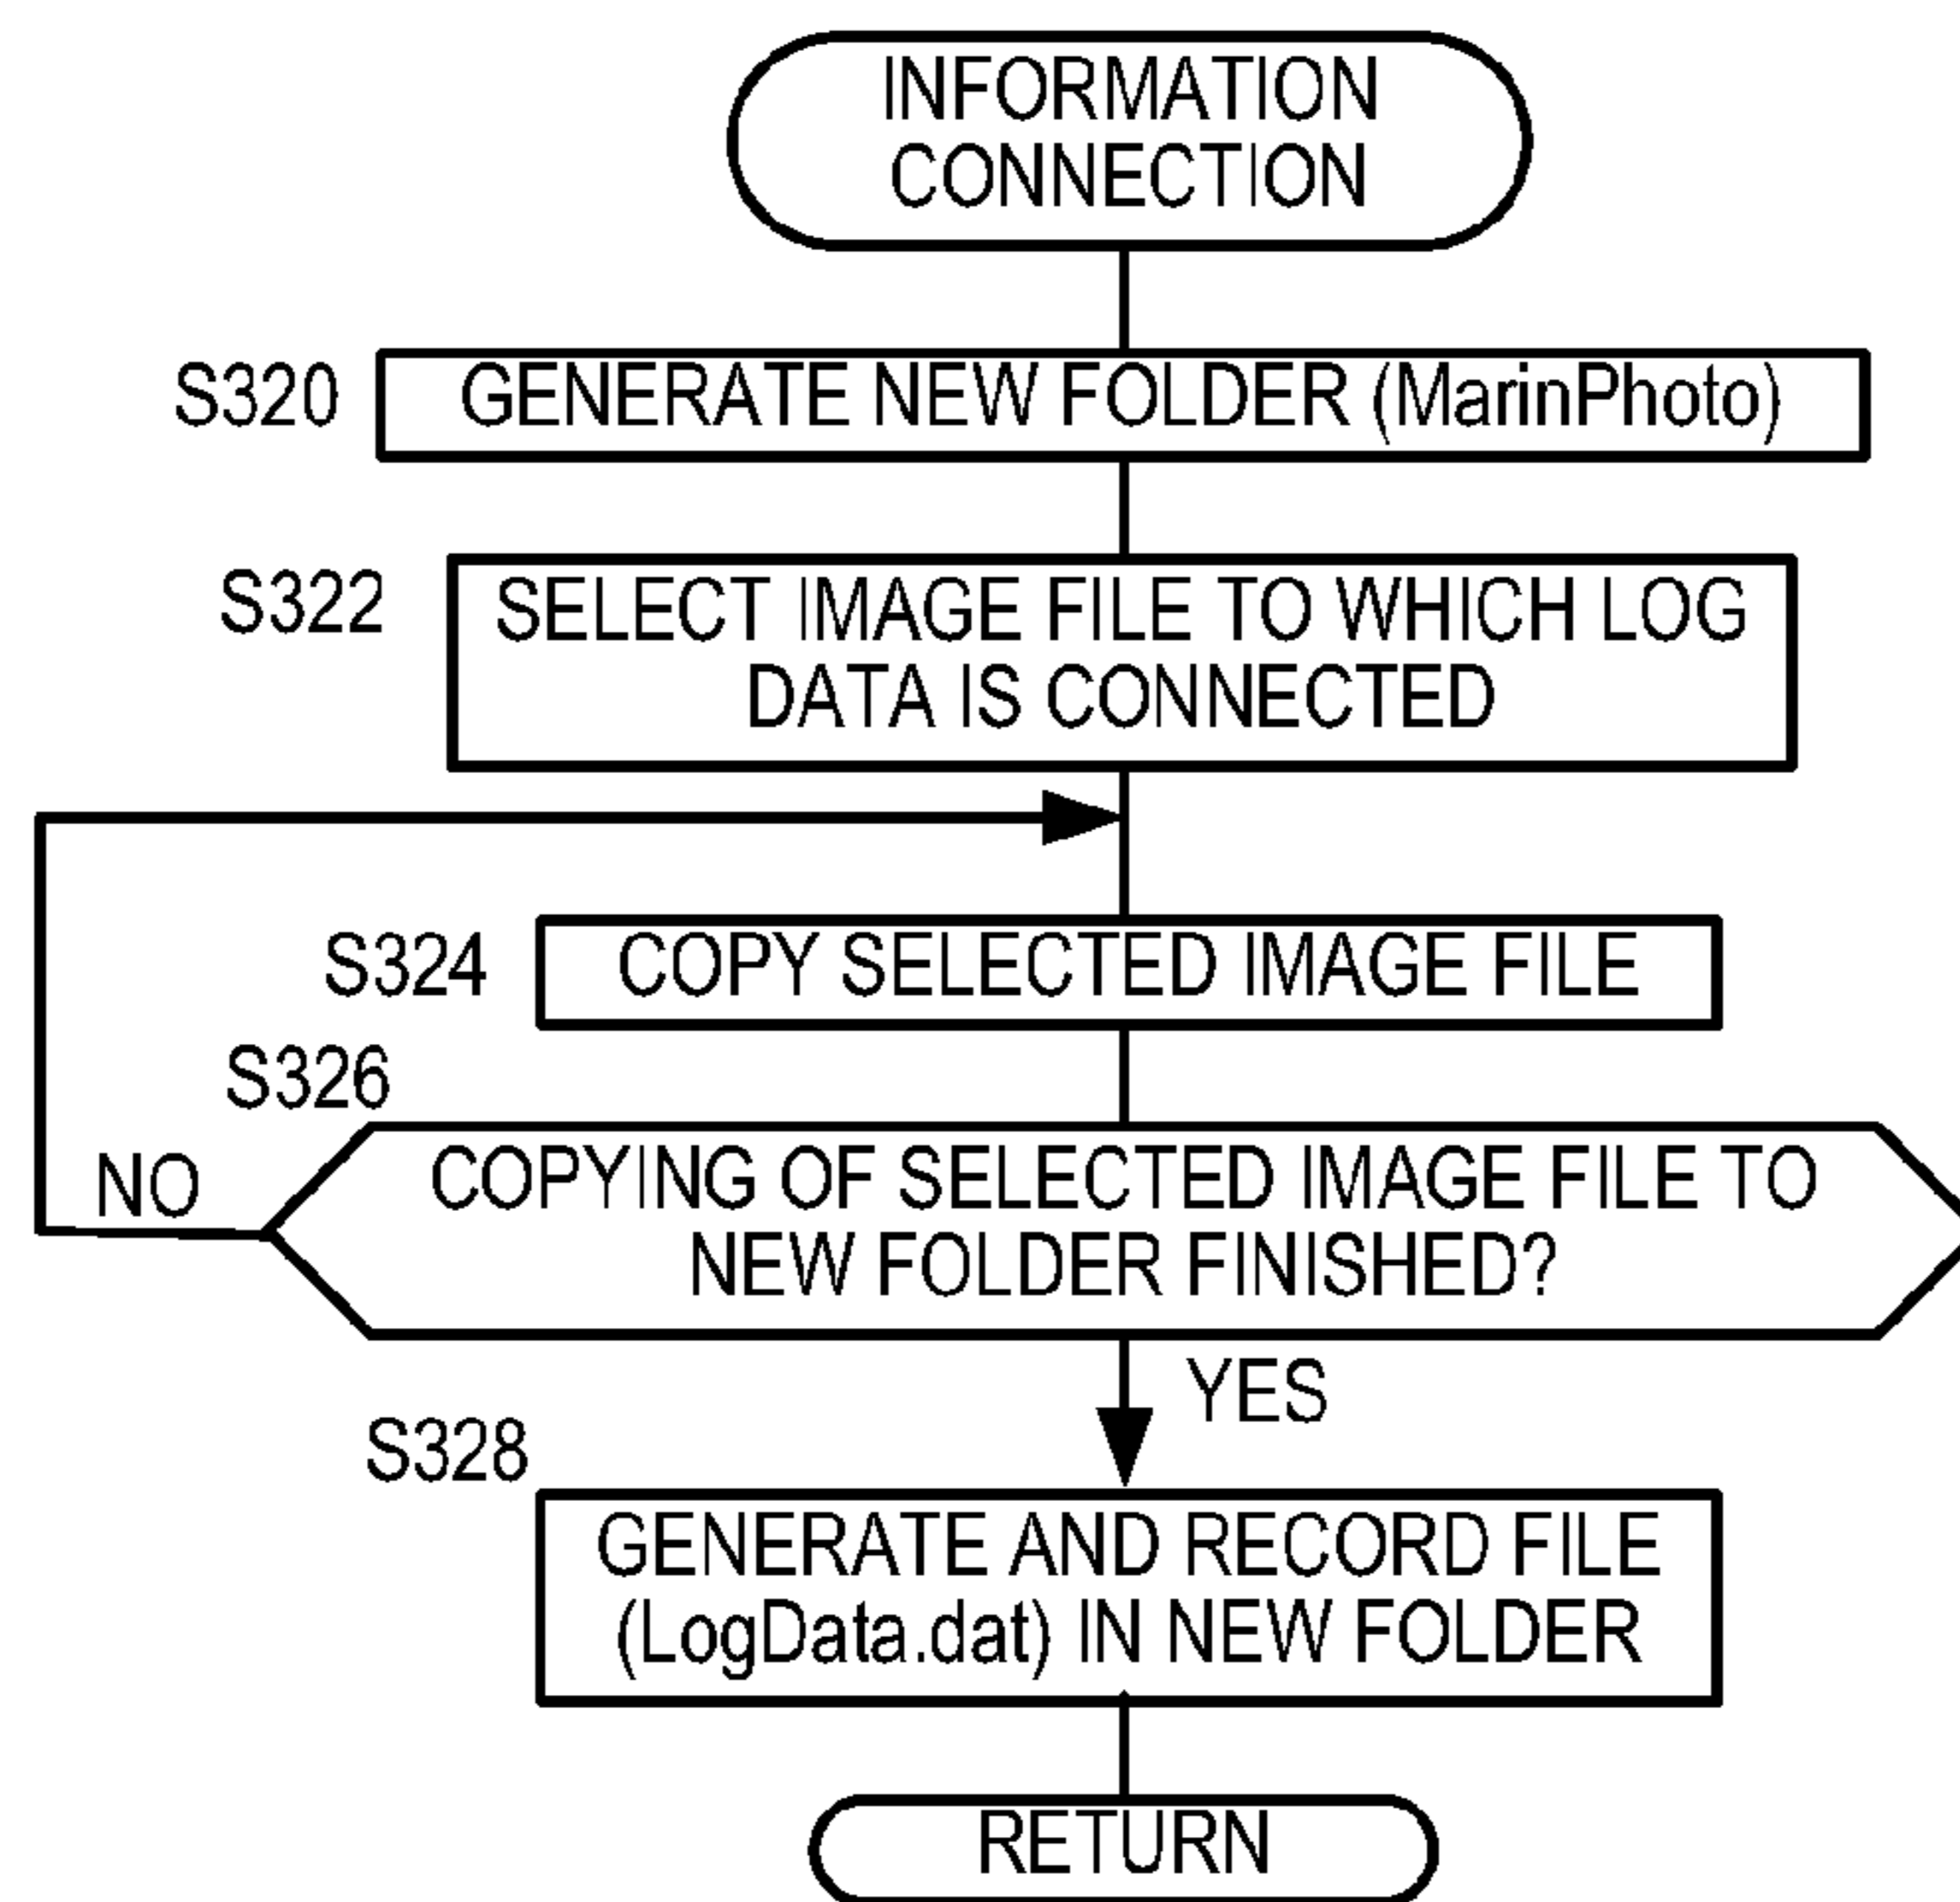 INFORMATION
CONNECTION
S320
GENERATE NEW FOLDER (MarinPhoto)
S322
SELECT IMAGE FILE TO WHICH LOG
DATA IS CONNECTED
S324
COPY SELECTED IMAGE FILE
S326
NO
COPYING OF SELECTED IMAGE FILE TO
NEW FOLDER FINISHED?
YES
S328
GENERATE AND RECORD FILE
(LogData.dat) IN NEW FOLDER
RETURN